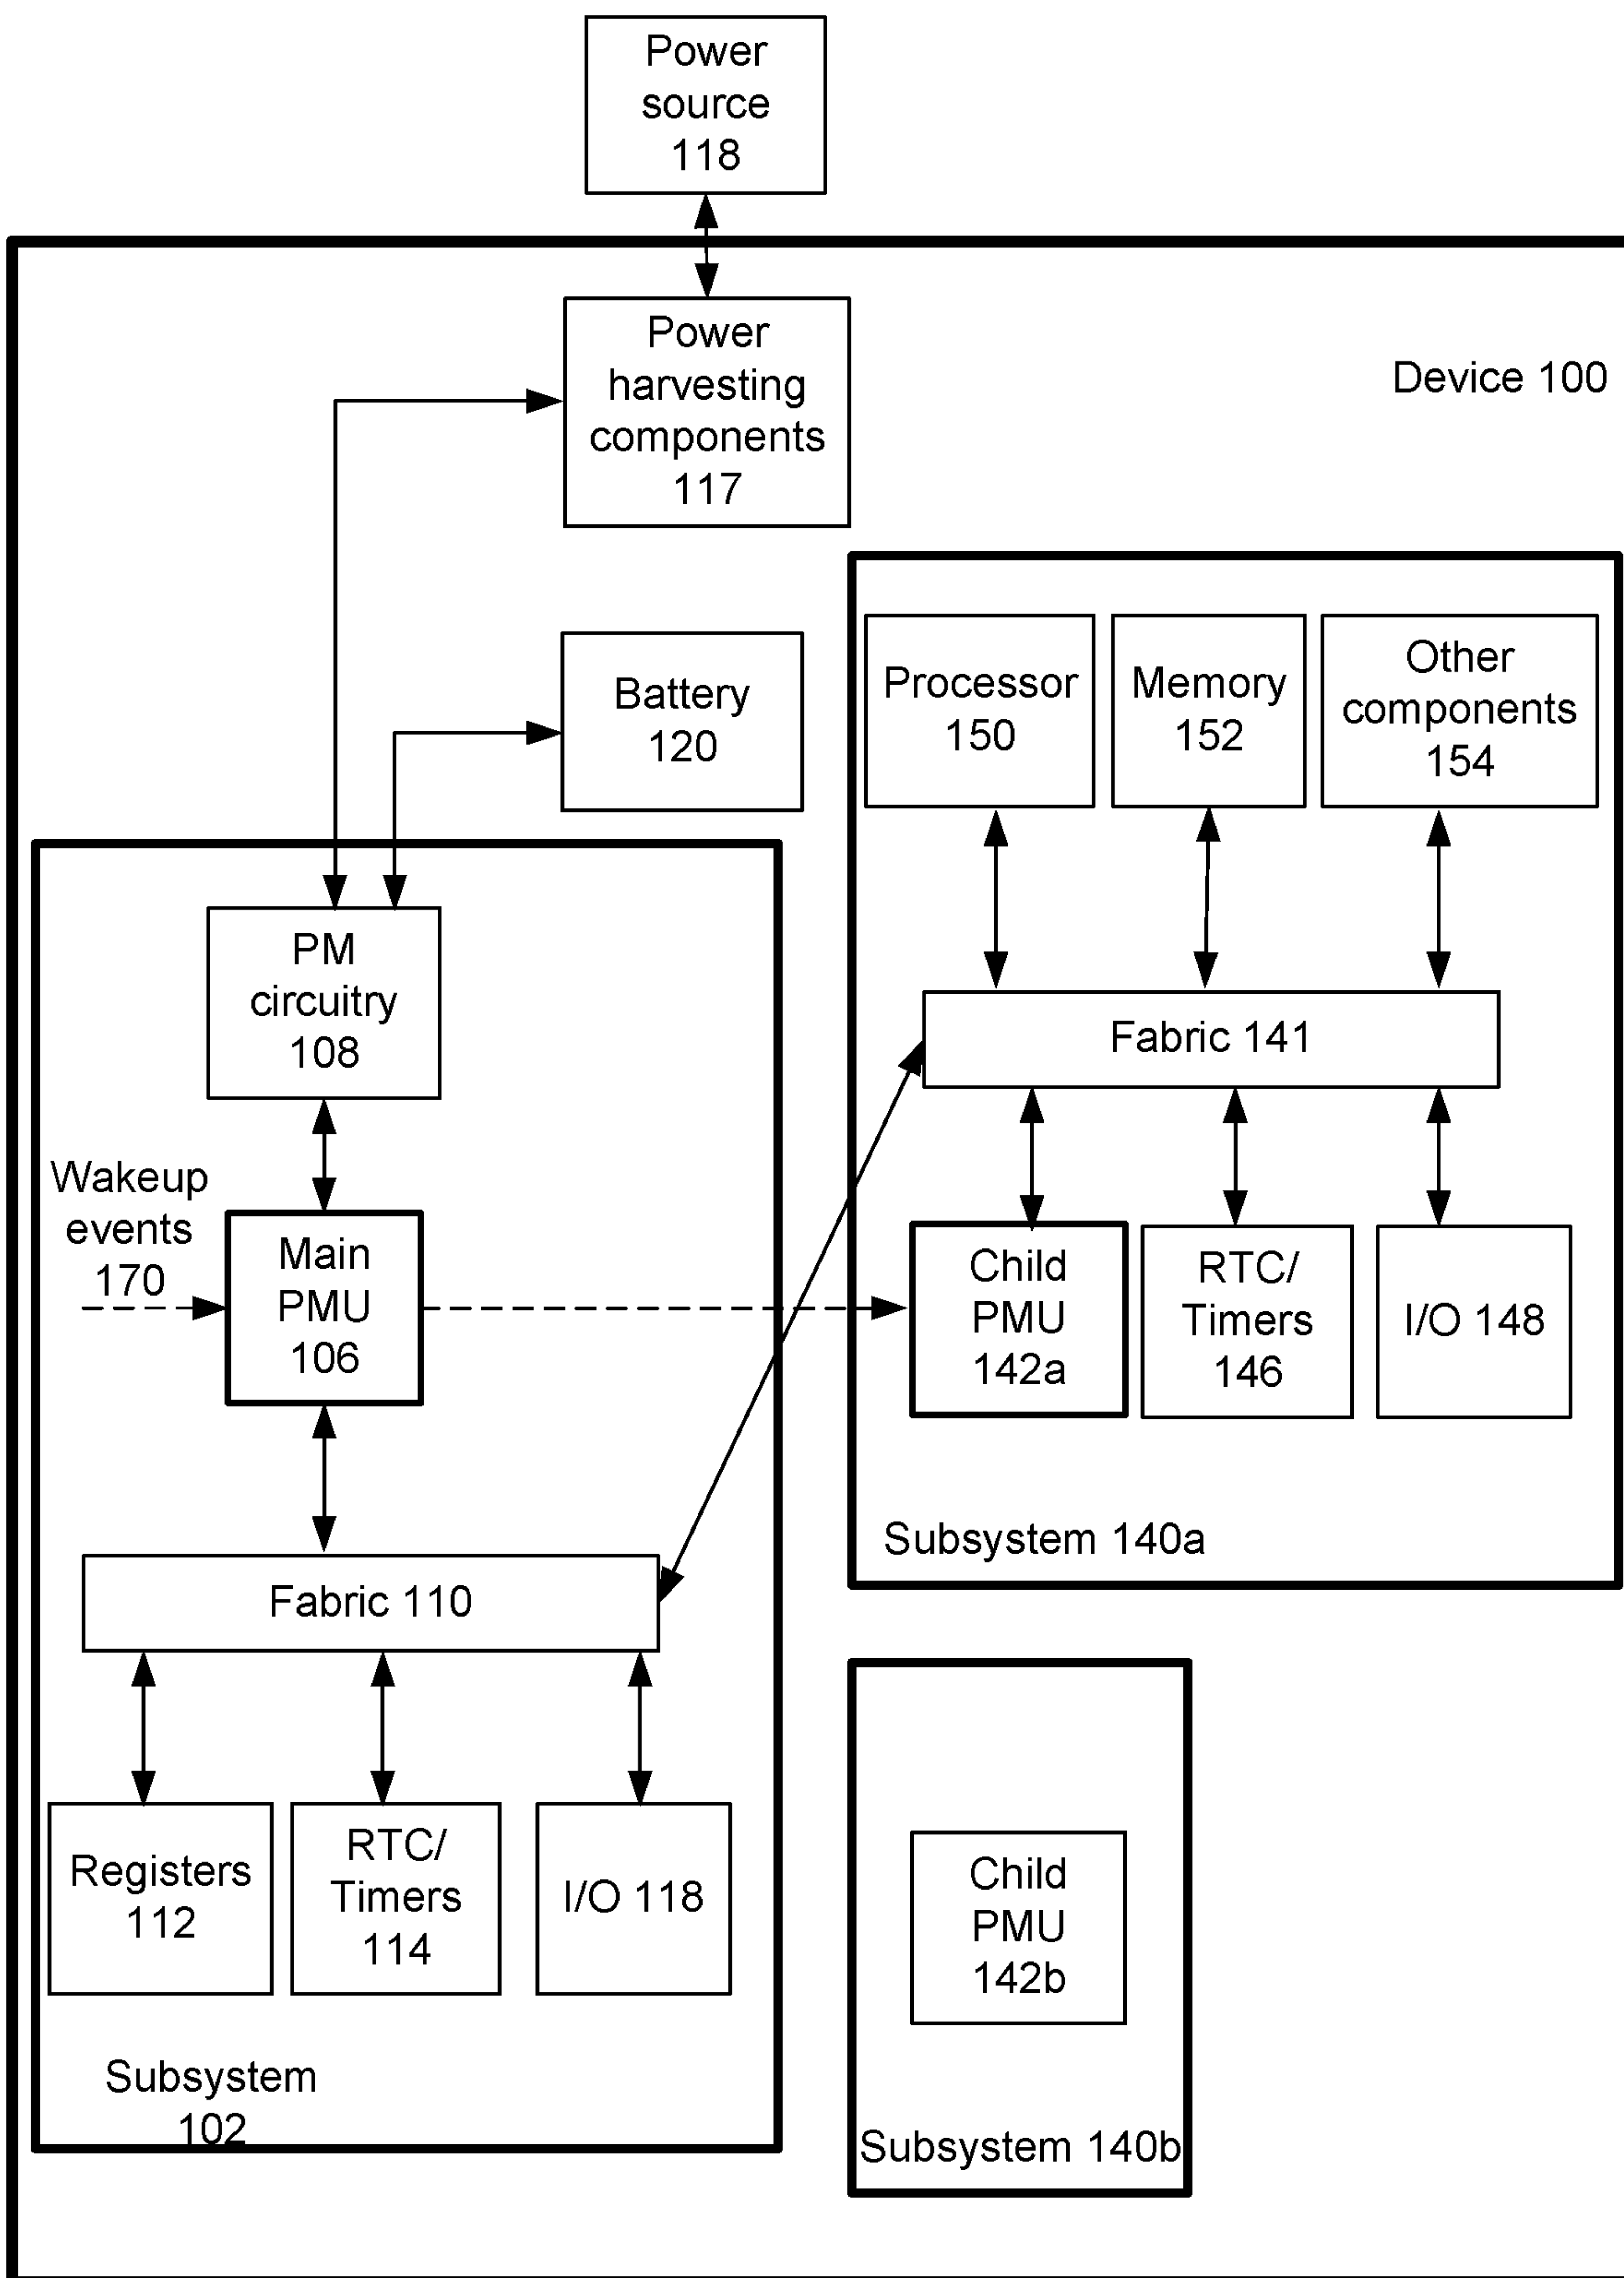 Power
source
118
Power
harvesting
components
117
Device 100
Battery
120
Processor
150
Memory
152
Other
components
154
PM
circuitry
108
Fabric 141
Wakeup
events
170
Main
PMU
106
Child
PMU
142a
RTC/
Timers
146
I/O 148
Subsystem 140a
Fabric 110
Registers
112
RTC/
Timers
114
I/O 118
Child
PMU
142b
Subsystem
102
Subsystem 140b